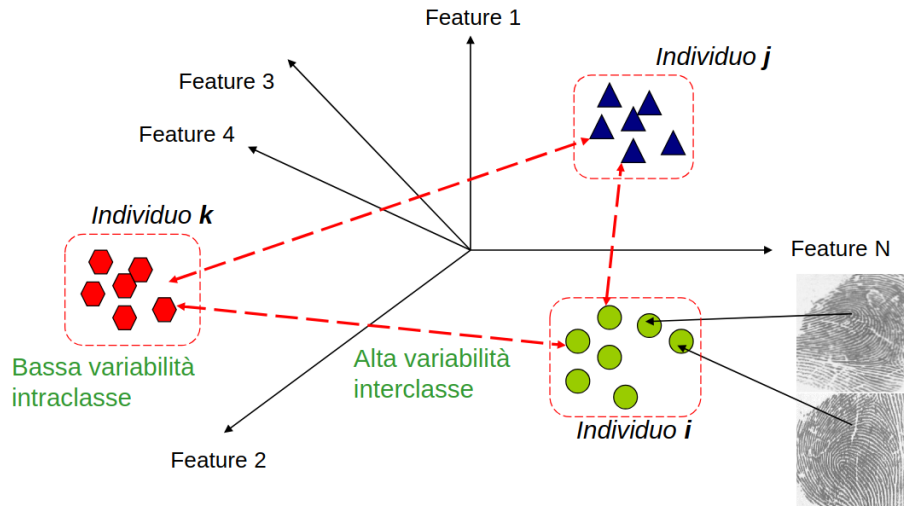 Feature 1
Individuo j
Feature 3
Feature 4
Individuo k
Feature N
Bassa variabilità
intraclasse
Alta variabilità
interclasse
Individuo i
Feature 2